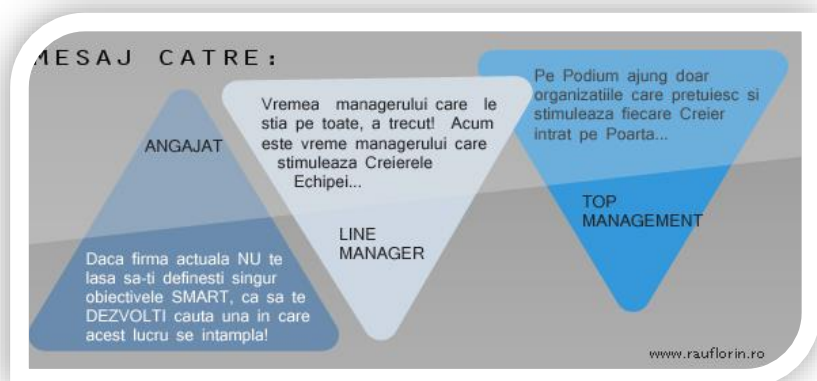 MESAJ CATRE:
ANGAJAT
Daca firma actuala NU te
lasa sa-ti definesti singur
obiectivele SMART, ca sa te
DEZVOLTI cauta una in care
acest lucru se intampla!
Vremea managerului care le
stia pe toate, a trecut! Acum
este vreme managerului care
stimuleaza Creierele
Echipei...
LINE
MANAGER
Pe Podium ajung doar
organizatiile care pretuiesc si
stimuleaza fiecare Creier
intrat pe Poarta...
TOP
MANAGEMENT
www.rauflorin.ro